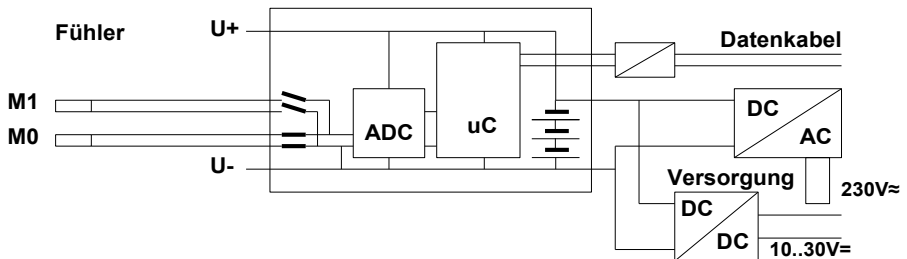 Fühler
U+
Datenkabel
M1
M0
ADC
uC
DC
AC
U-
Versorgung
230V≈
DC
DC
10..30V=